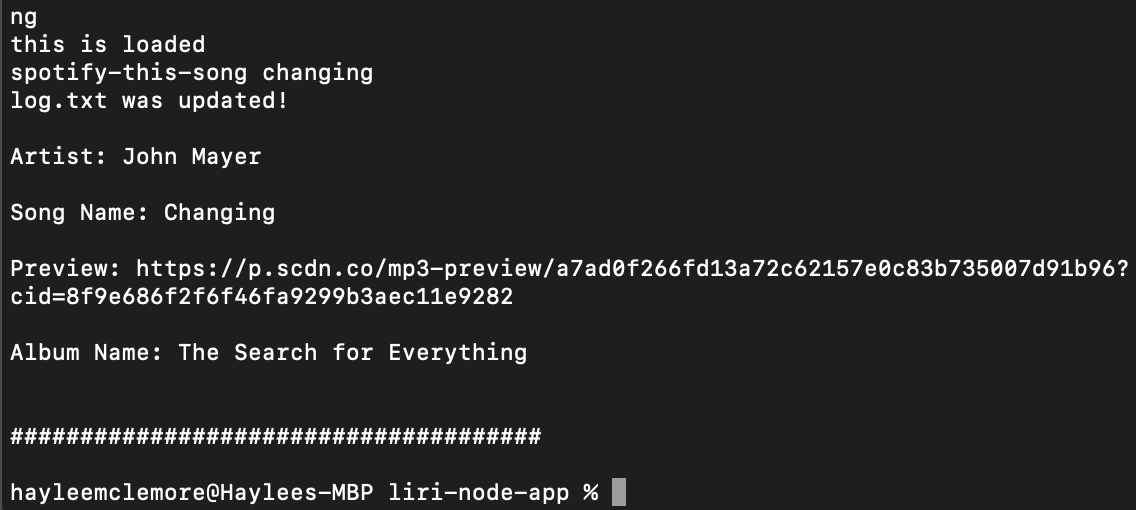 ng
this is loaded
spotify-this-song changing
log.txt was updated!
Artist: John Mayer
Song Name: Changing
Preview: https://p.scdn.co/mp3-preview/a7ad0f266fd13a72c62157e0c83b735007d91b96?
cid=8f9e686f2f6f46fa9299b3aec11e9282
Album Name: The Search for Everything
######################################
hayleemclemore@Haylees-MBP liri-node-app %